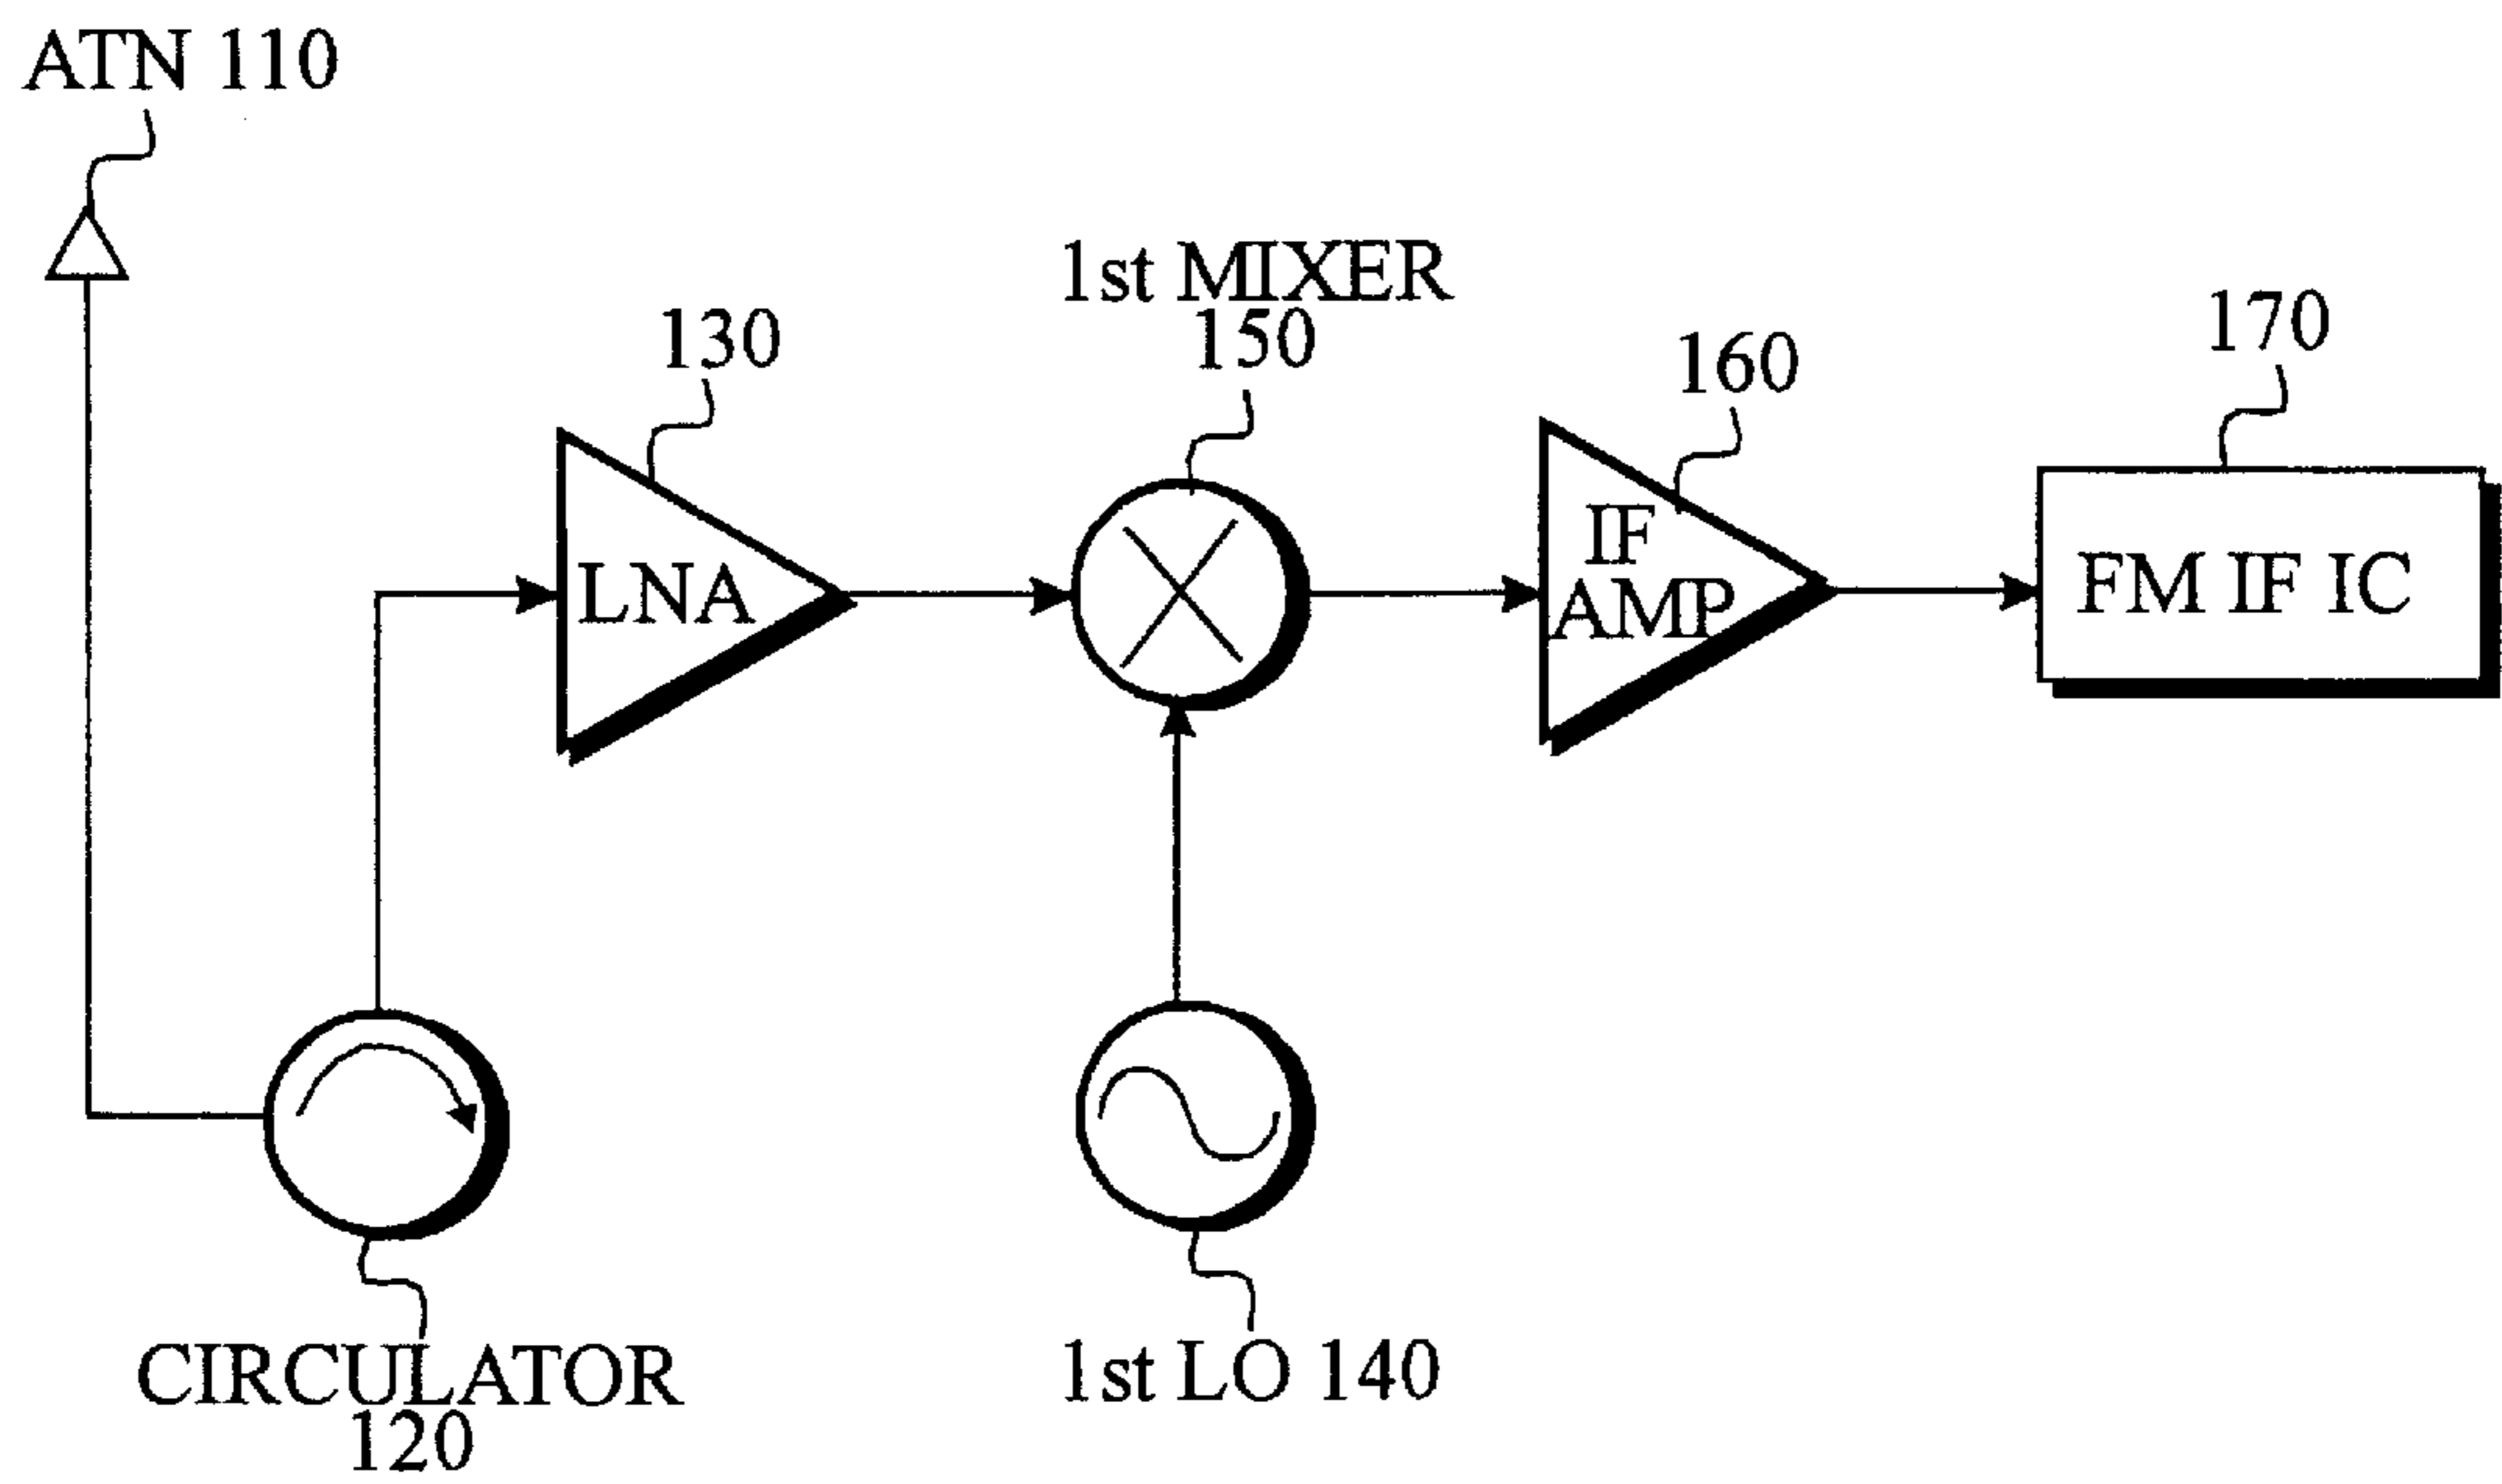 ATN 110
1st MIXER
150
130
160
170
LNA
IF
AMP
FM IF IC
CIRCULATOR
120
1st LO 140